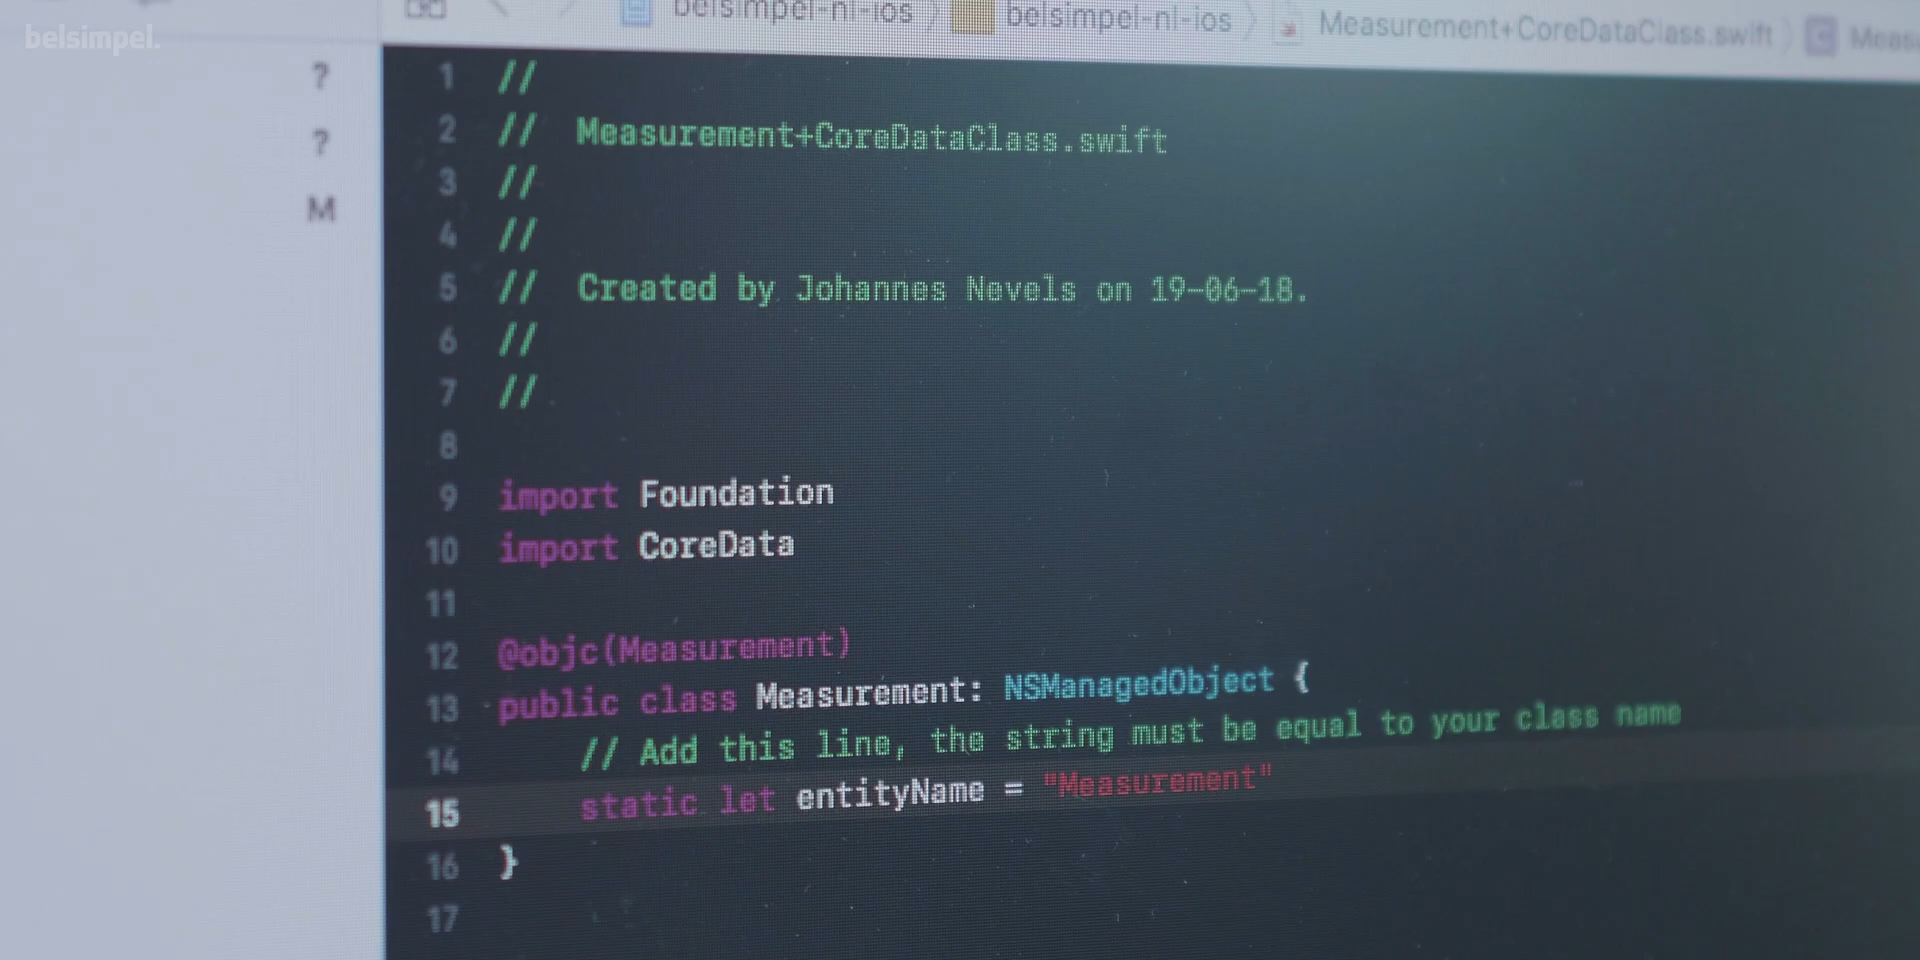 belsimpel-nl-ios belsimpel-nl-ios Measurement+CoreDataClass.swift C
belsimpel.
?
?
M
1 //
2 // Measurement+CoreDataClass.swift
3 //
4 //
5 // Created by Johannes Nevels on 19-06-18.
6 //
7 //
8
9 import Foundation
10 import CoreData
11
12 @objc(Measurement)
13 public class Measurement: NSManagedObject {
14 // Add this line, the string must be equal to your class name
15 static let entityName = "Measurement"
16 }
17